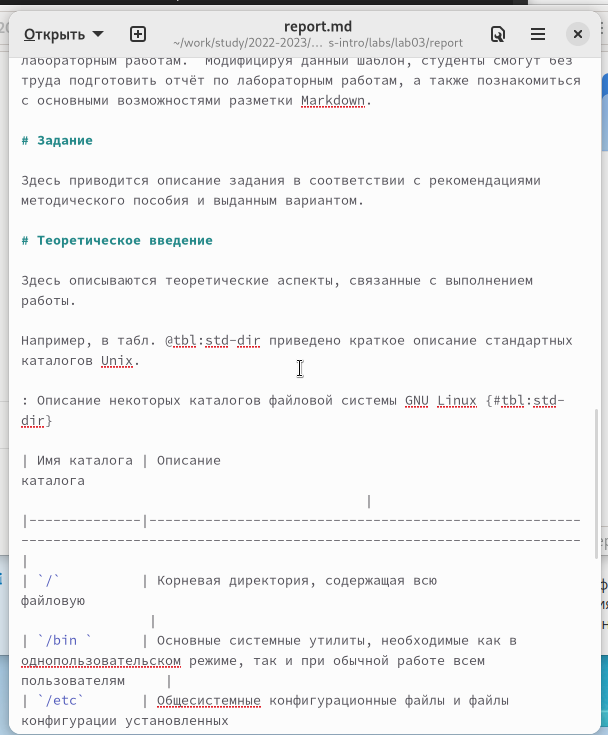 Открыть
report.md
~/work/study/2022-2023/... s-intro/labs/lab03/report
лабораторным работам.  Модифицируя данный шаблон, студенты смогут без
труда подготовить отчёт по лабораторным работам, а также познакомиться
с основными возможностями разметки Markdown.
# Задание
Здесь приводится описание задания в соответствии с рекомендациями
методического пособия и выданным вариантом.
# Теоретическое введение
Здесь описываются теоретические аспекты, связанные с выполнением
работы.
Например, в табл. @tbl:std-dir приведено краткое описание стандартных
каталогов Unix.
: Описание некоторых каталогов файловой системы GNU Linux {#tbl:std-
dir}
| Имя каталога | Описание
каталога
|
|--------------|------------------------------------------------------
----------------------------------------------------------------------
|
| `/`          | Корневая директория, содержащая всю
файловую
|
| `/bin `      | Основные системные утилиты, необходимые как в
однопользовательском режиме, так и при обычной работе всем
пользователям     |
| `/etc`       | Общесистемные конфигурационные файлы и файлы
конфигурации установленных